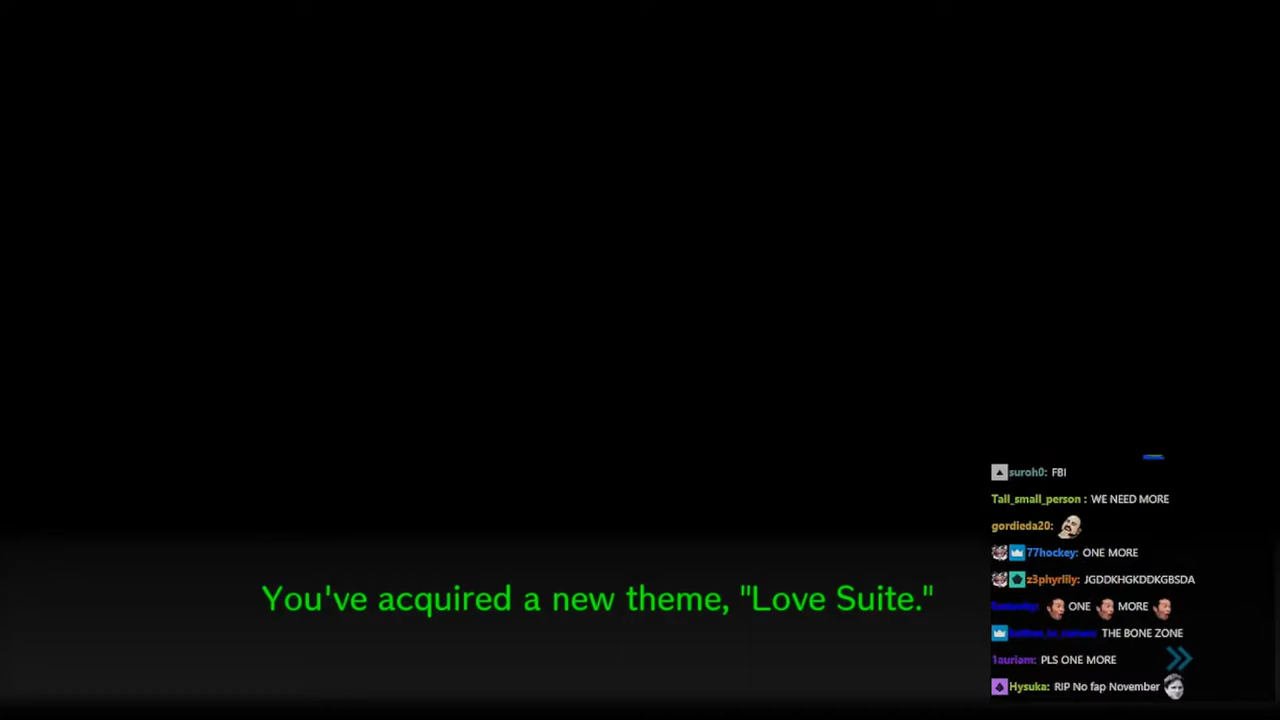 suroh0: FBI
Tall_small_person : WE NEED MORE
gordieda20:
77hockey: ONE MORE
z3phyrlily: JGDDKHGKDDKGBSDA
ONE MORE
THE BONE ZONE
1auriam: PLS ONE MORE
Hysuka: RIP No fap November
You've acquired a new theme, "Love Suite."